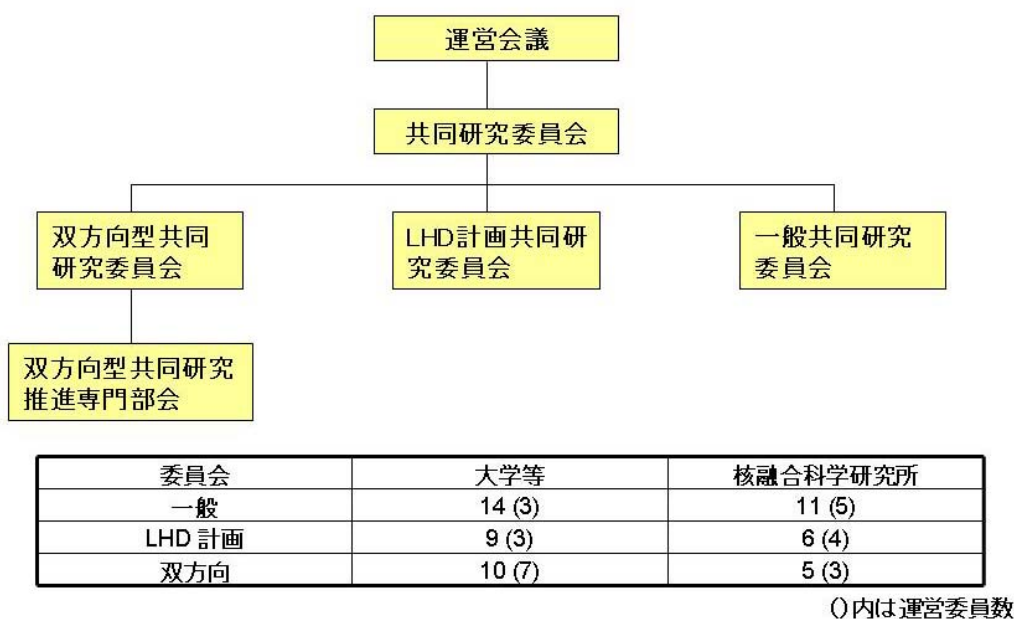 運営会議
共同研究委員会
双方向型共同
研究委員会
LHD計画共同研
究委員会
一般共同研究
委員会
双方向型共同研究
推進専門部会
委員会 大学等 核融合科学研究所
一般 14 (3) 11 (5)
LHD 計画 9 (3) 6 (4)
双方向 10 (7) 5 (3)
()内は運営委員数